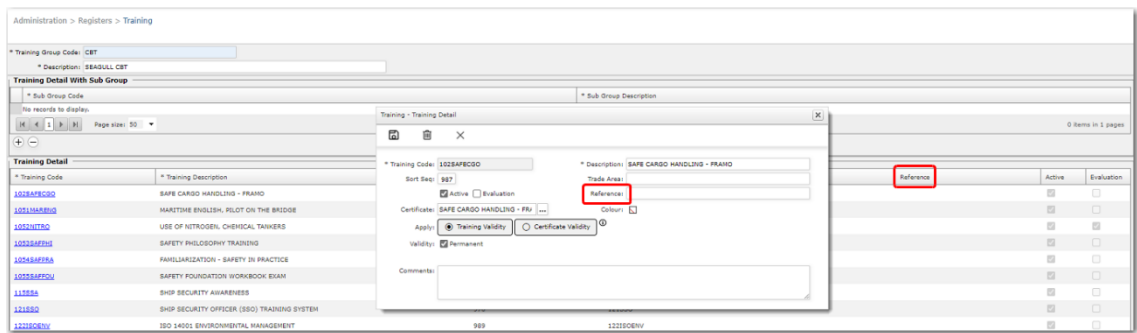 Administration > Registers > Training
* Training Group Code: CBT
* Description: SEAGULL CBT
Training Detail With Sub Group
* Sub Group Code * Sub Group Description
No records to display.
1 Page size: 50 0 items in 1 pages
Training Detail
* Training Code * Training Description Reference Active Evaluation
102SAFECGO SAFE CARGO HANDLING - FRAMO
1051MARENG MARITIME ENGLISH, PILOT ON THE BRIDGE
1052NITRO USE OF NITROGEN, CHEMICAL TANKERS
1053SAFPHI SAFETY PHILOSOPHY TRAINING
1054SAFPRA FAMILIARIZATION - SAFETY IN PRACTICE
1055SAFFOU SAFETY FOUNDATION WORKBOOK EXAM
115SSA SHIP SECURITY AWARENESS
121SSO SHIP SECURITY OFFICER (SSO) TRAINING SYSTEM
122ISOENV ISO 14001 ENVIRONMENTAL MANAGEMENT 989 122ISOENV
Training - Training Detail
* Training Code: 102SAFECGO * Description: SAFE CARGO HANDLING - FRAMO
Sort Seq: 987 Trade Area:
Active Evaluation Reference:
Certificate: SAFE CARGO HANDLING - FRA ... Colour:
Apply: Training Validity Certificate Validity
Validity: Permanent
Comments: